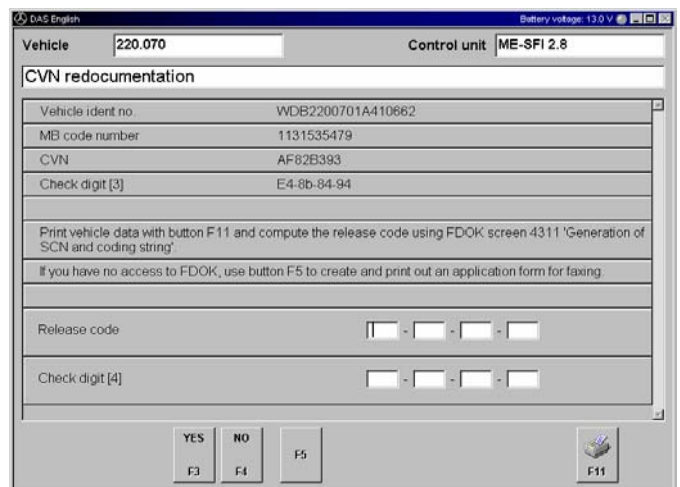 DAS English Battery voltage: 13.0 V
Vehicle 220.070 Control unit ME-SFI 2.8
CVN redocumentation
Vehicle ident no. WDB2200701A410662
MB code number 1131535479
CVN AF82B393
Check digit [3] E4-8b-84-94
Print vehicle data with button F11 and compute the release code using FDOK screen 4311 'Generation of
SCN and coding string'.
If you have no access to FDOK, use button F5 to create and print out an application form for faxing.
Release code - - -
Check digit [4] - - -
YES NO
F3 F4 F5 F11